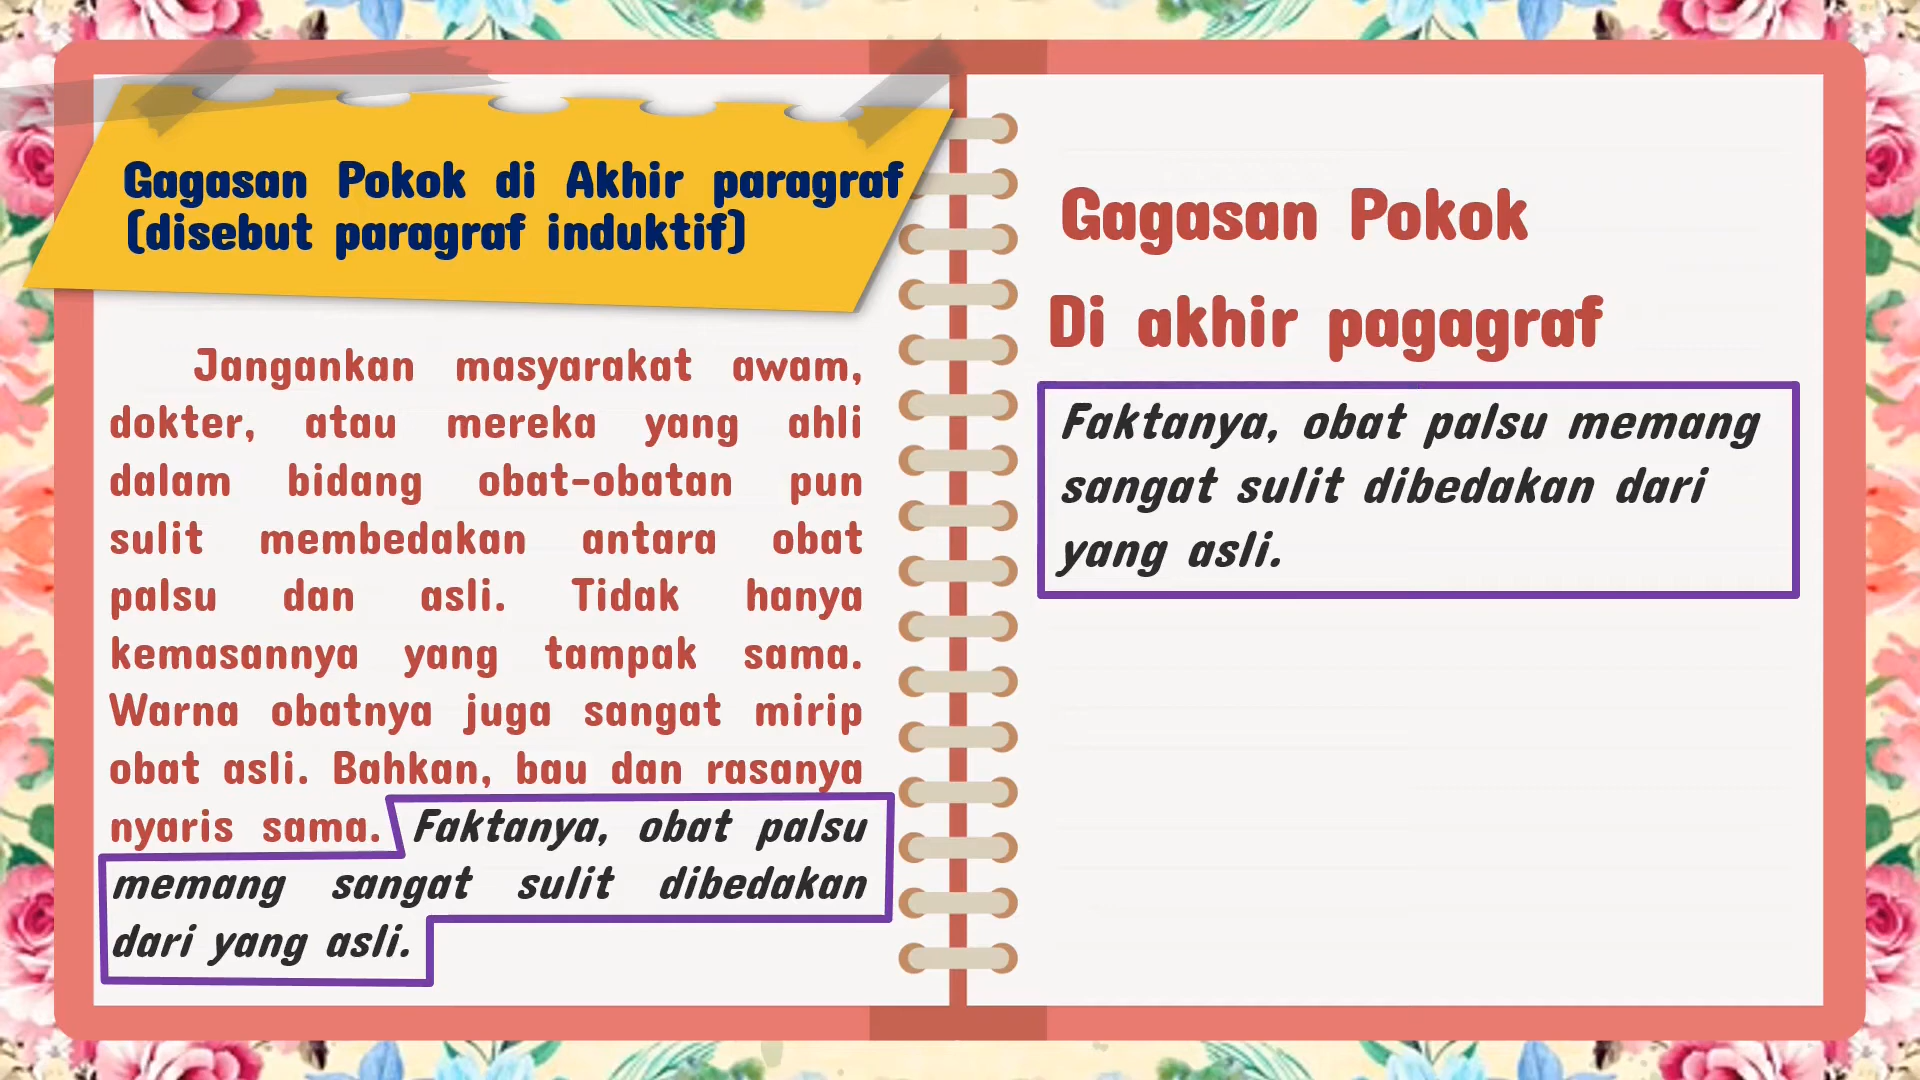 Gagasan Pokok di Akhir paragraf
(disebut paragraf induktif)
Jangankan masyarakat awam,
dokter, atau mereka yang ahli
dalam bidang obat-obatan pun
sulit membedakan antara obat
palsu dan asli. Tidak hanya
kemasannya yang tampak sama.
Warna obatnya juga sangat mirip
obat asli. Bahkan, bau dan rasanya
nyaris sama. Faktanya, obat palsu
memang sangat sulit dibedakan
dari yang asli.
Gagasan Pokok
Di akhir pagagraf
Faktanya, obat palsu memang
sangat sulit dibedakan dari
yang asli.